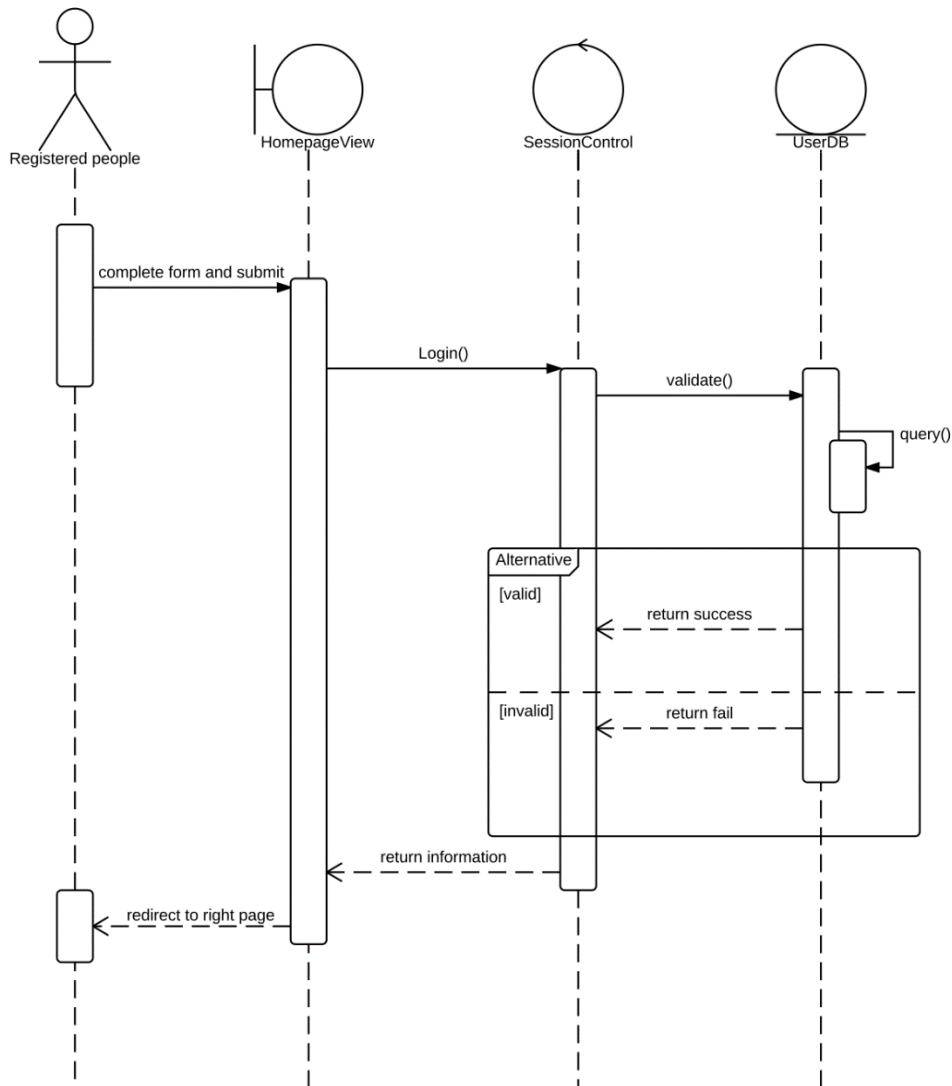 Registered people
HomepageView
SessionControl
UserDB
complete form and submit
Login()
validate()
query()
Alternative
[valid]
return success
[invalid]
return fail
return information
redirect to right page